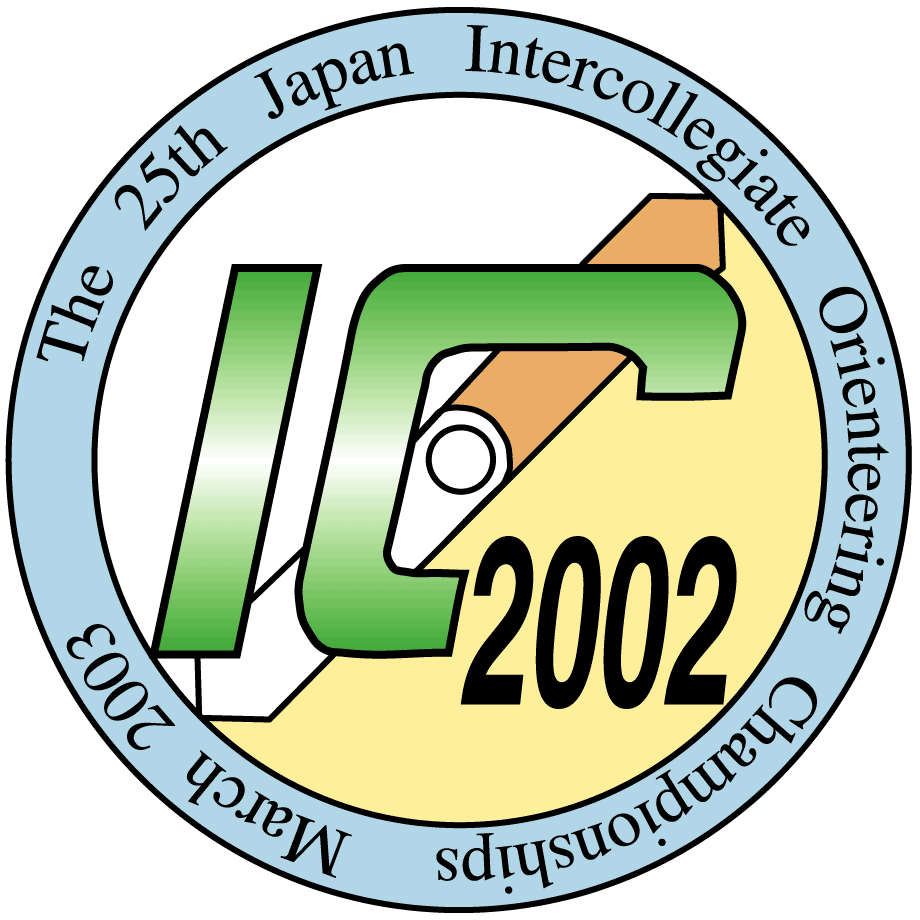 The 25th Japan Intercollegiate Orienteering Championships
March 2003
IC
2002